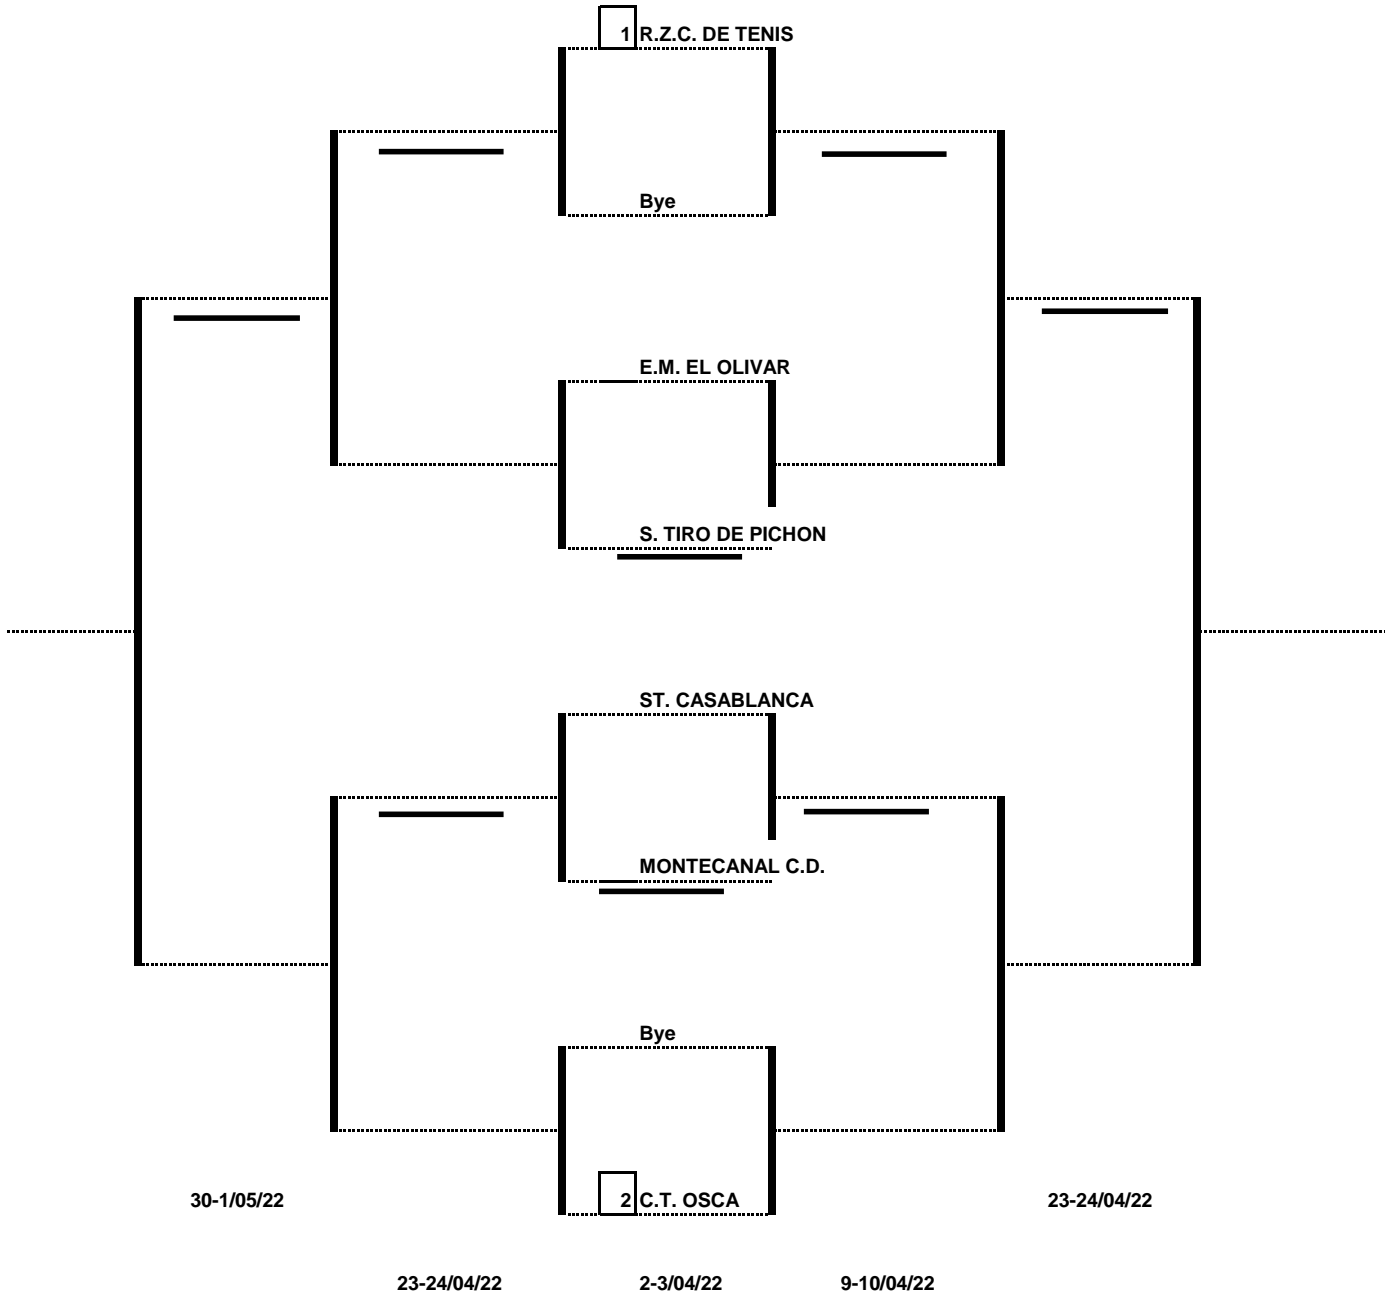 1 R.Z.C. DE TENIS
Bye
E.M. EL OLIVAR
S. TIRO DE PICHON
ST. CASABLANCA
MONTECANAL C.D.
Bye
30-1/05/22 2 C.T. OSCA 23-24/04/22
23-24/04/22 2-3/04/22 9-10/04/22